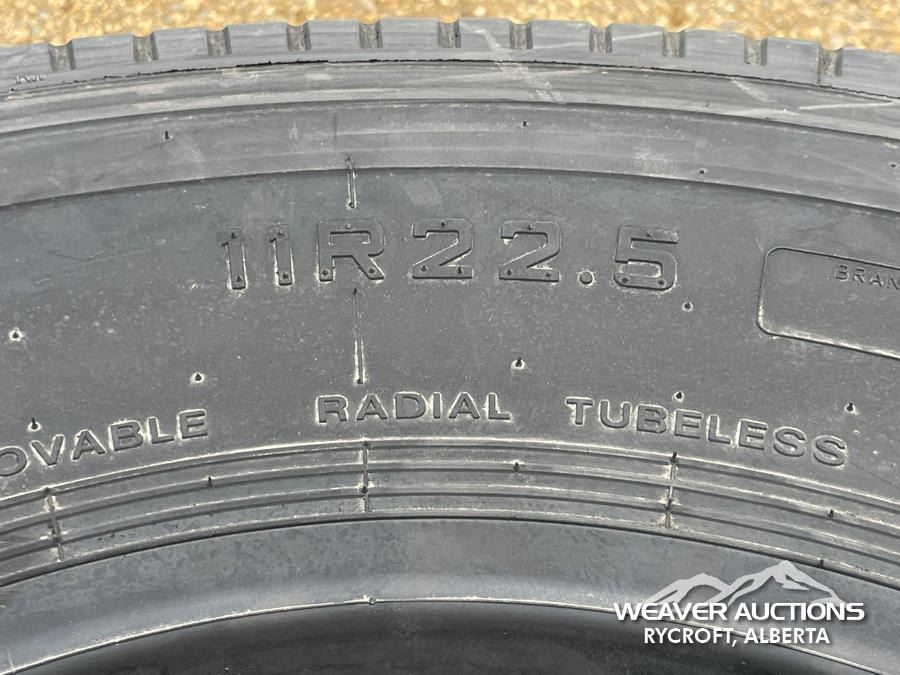 11R22.5
BRAN
OVABLE RADIAL TUBELESS
WEAVER AUCTIONS
RYCROFT, ALBERTA